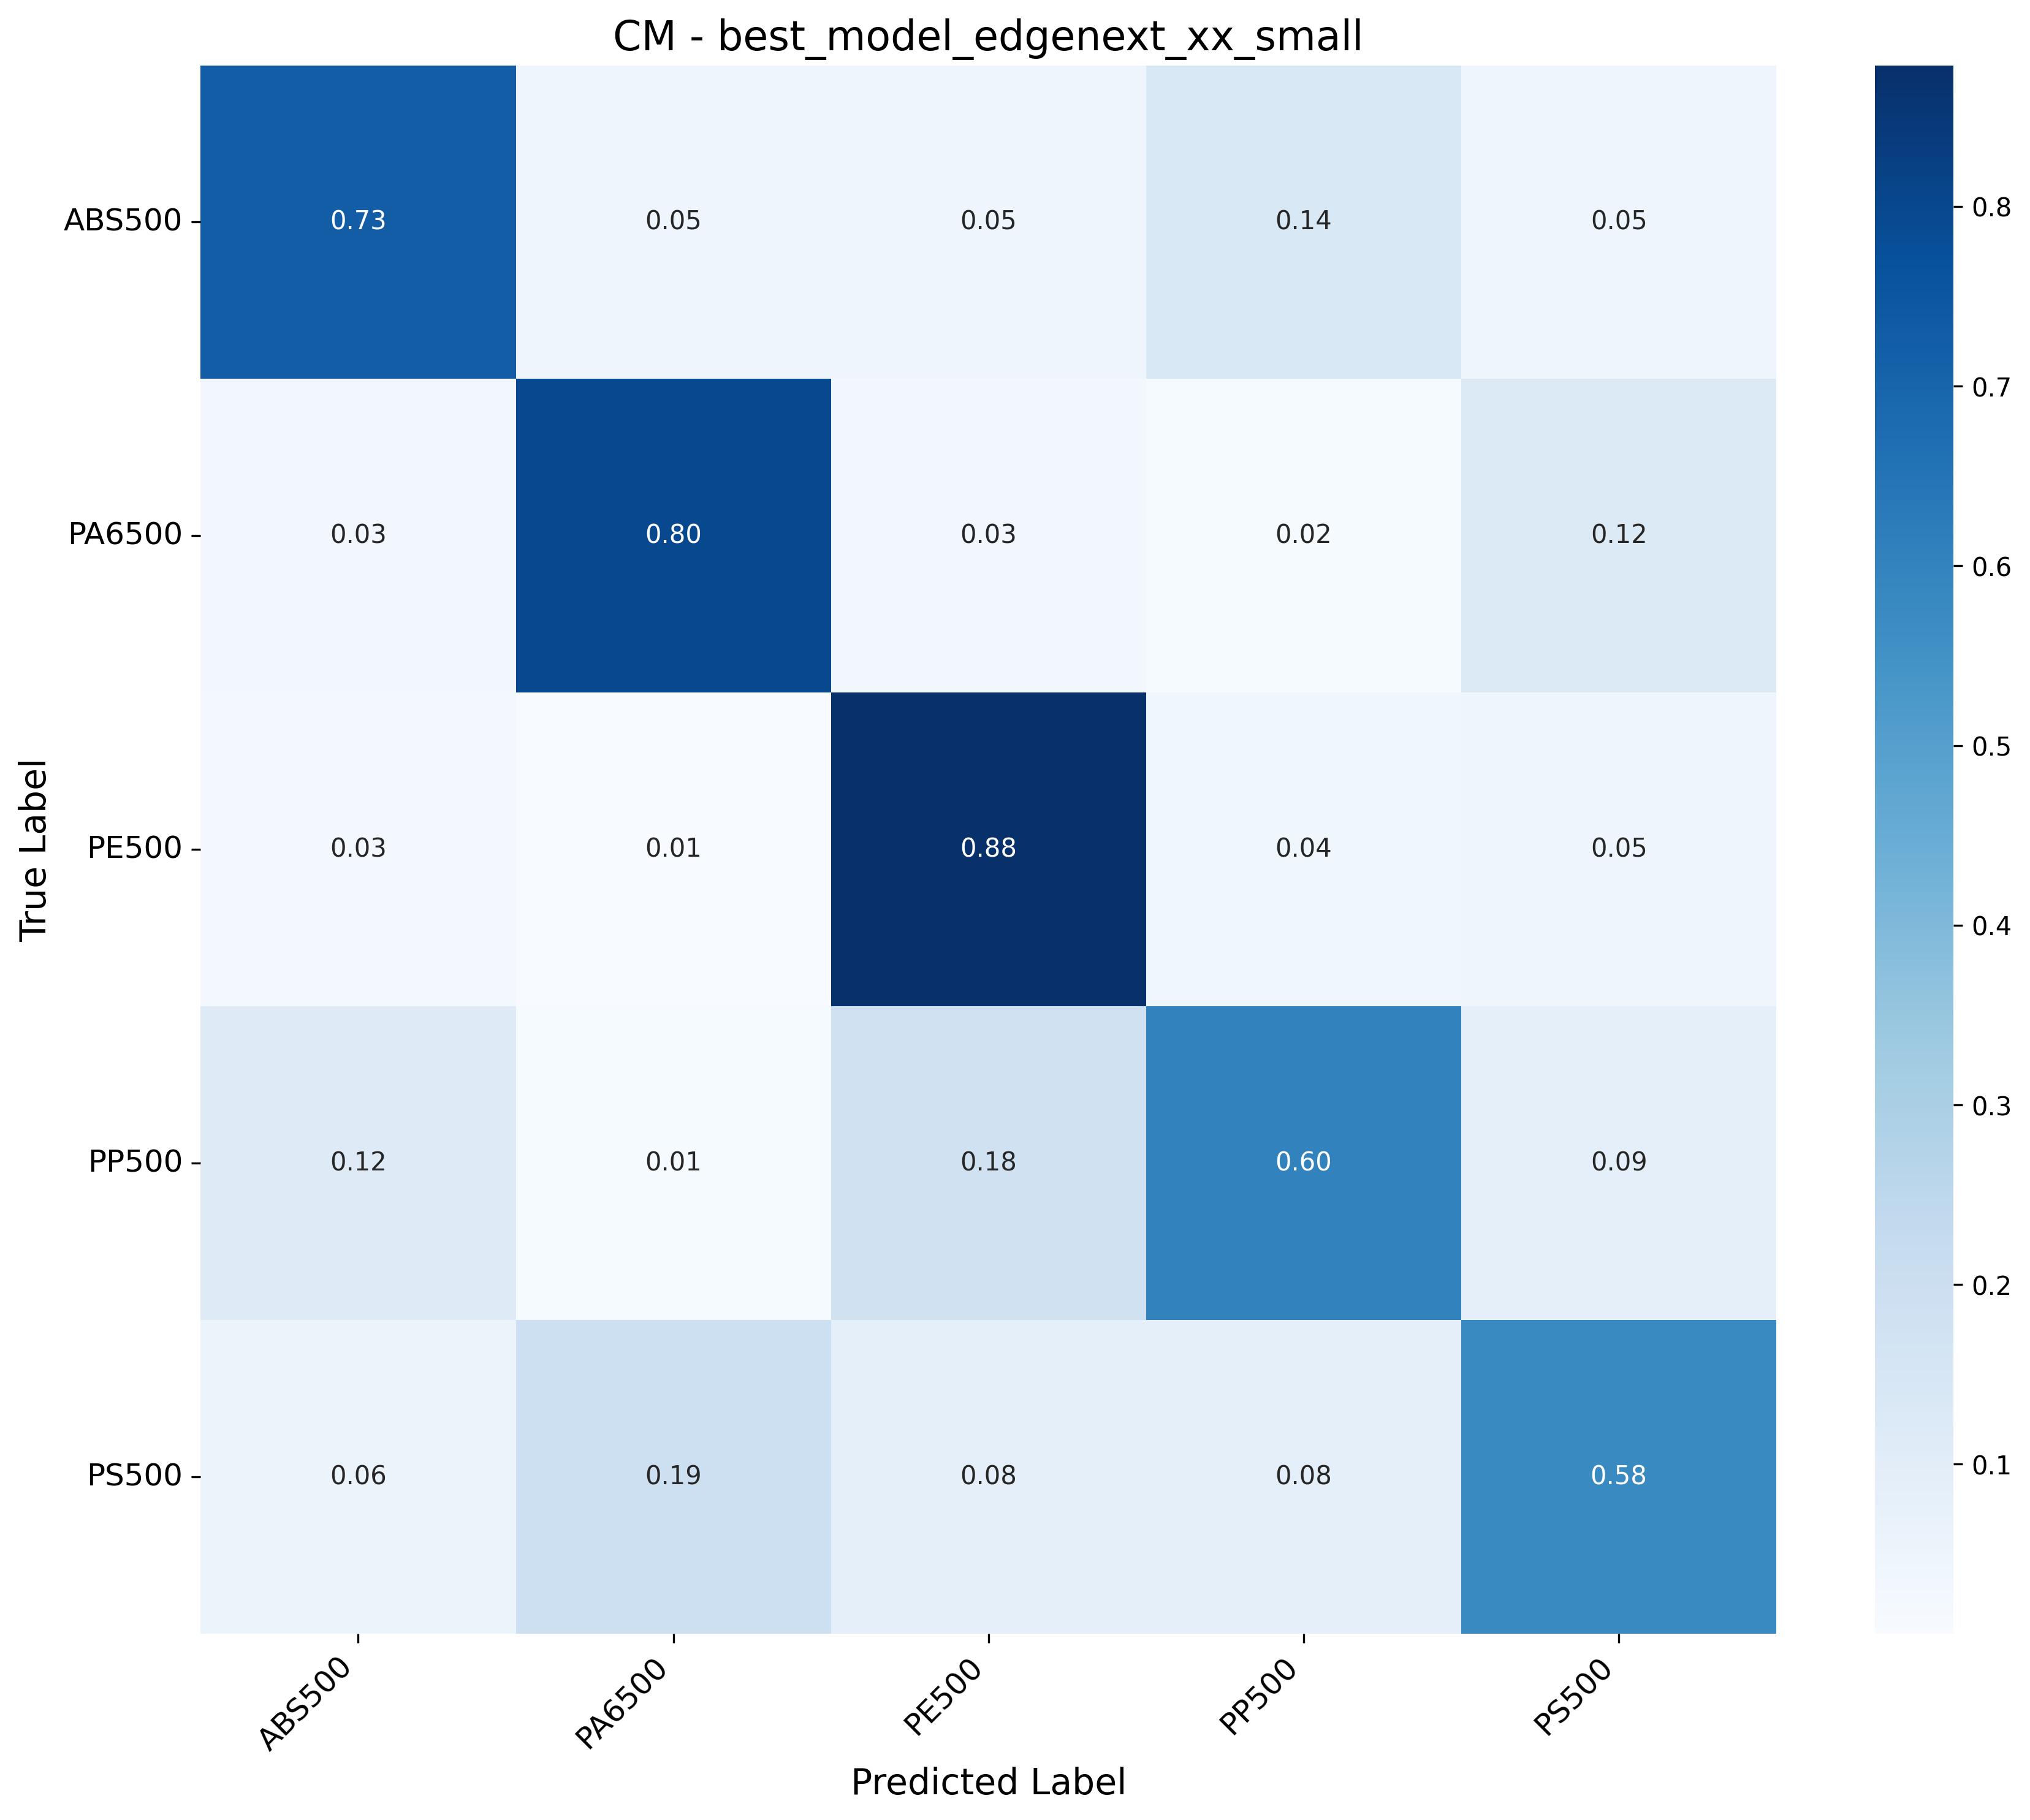 CM - best_model_edgenext_xx_small
True Label
ABS500 0.73 0.05 0.05 0.14 0.05
PA6500 0.03 0.80 0.03 0.02 0.12
PE500 0.03 0.01 0.88 0.04 0.05
PP500 0.12 0.01 0.18 0.60 0.09
PS500 0.06 0.19 0.08 0.08 0.58
ABS500 PA6500 PE500 PP500 PS500
Predicted Label
0.8
0.7
0.6
0.5
0.4
0.3
0.2
0.1